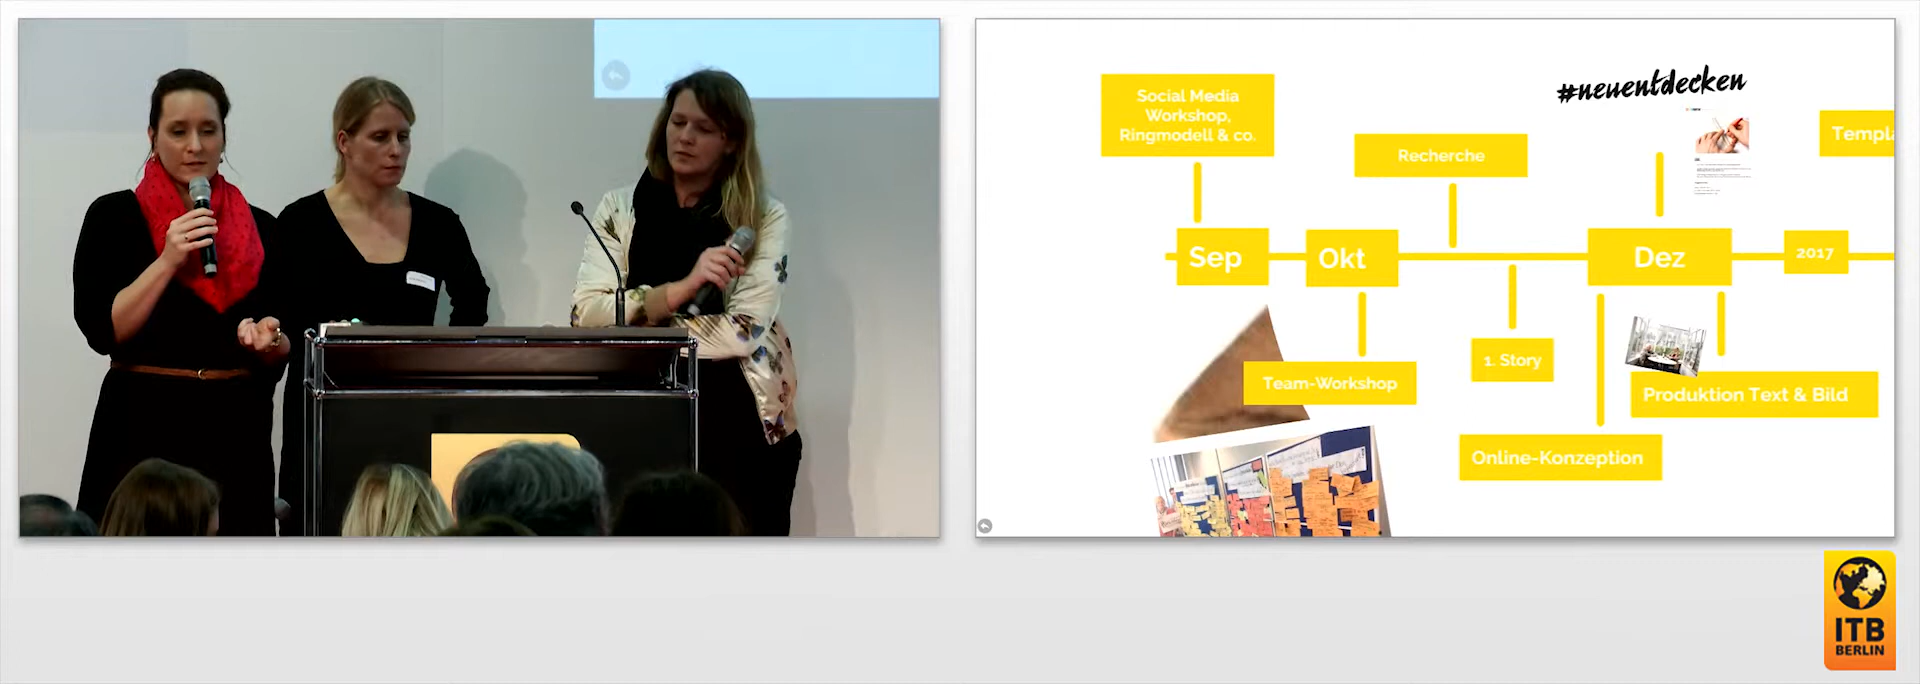 #neuentdecken
Social Media
Workshop,
Ringmodell & co.
Recherche
Templa
Sep
Okt
Dez
2017
1. Story
Team-Workshop
Produktion Text & Bild
Online-Konzeption
ITB
BERLIN